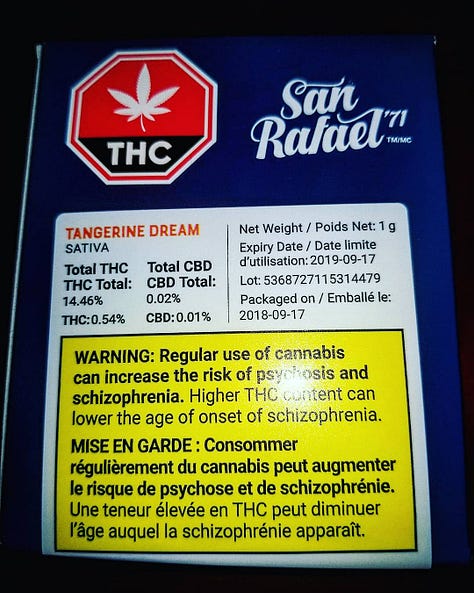 THC
San
Rafael '71
TM/MC
TANGERINE DREAM
SATIVA
Total THC
THC Total:
14.46%
THC:0.54%
Total CBD
CBD Total:
0.02%
CBD:0.01%
Net Weight / Poids Net: 1 g
Expiry Date / Date limite
d'utilisation: 2019-09-17
Lot: 5368727115314479
Packaged on / Emballé le:
2018-09-17
WARNING: Regular use of cannabis
can increase the risk of psychosis and
schizophrenia. Higher THC content can
lower the age of onset of schizophrenia.
MISE EN GARDE : Consommer
régulièrement du cannabis peut augmenter
le risque de psychose et de schizophrénie.
Une teneur élevée en THC peut diminuer
l'âge auquel la schizophrénie apparaît.